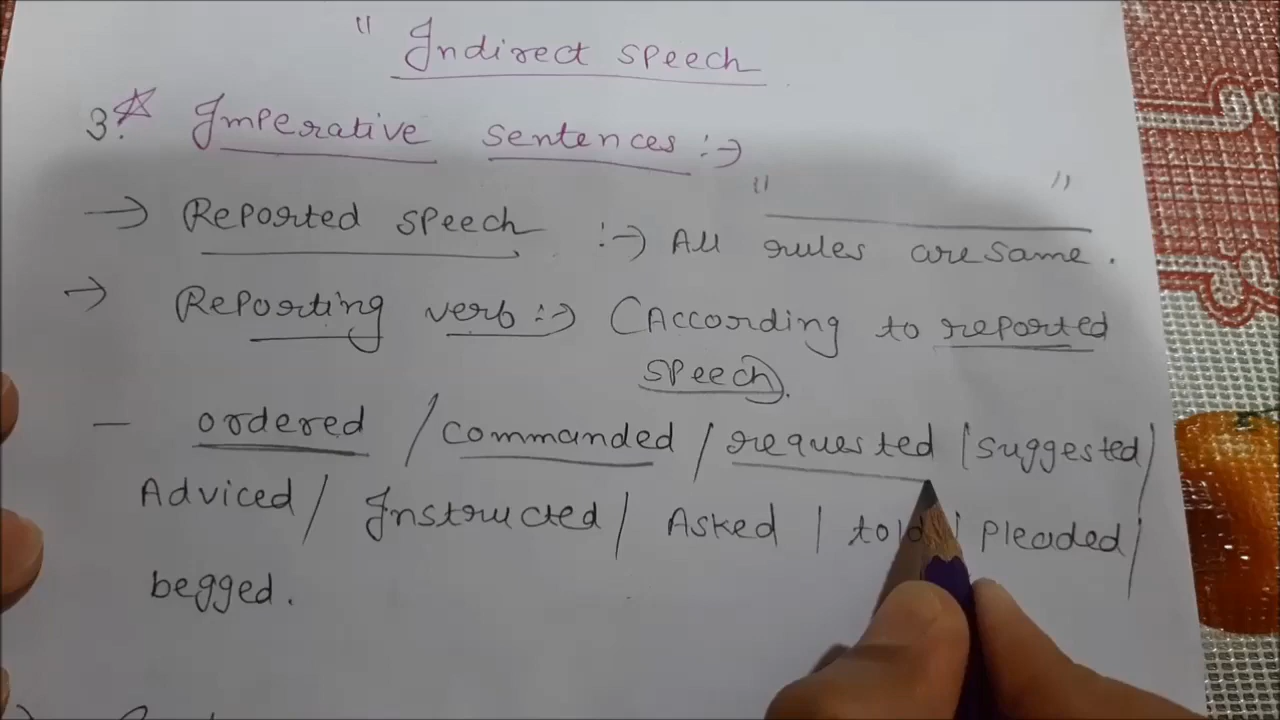 " Indirect speech
3.☆ Imperative sentences :→
" "
→ Reported speech :→ All rules are same.
→ Reporting verb :→ (According to reported
speech).
- ordered / commanded / requested / suggested /
Adviced / Instructed / Asked / told / pleaded /
begged.